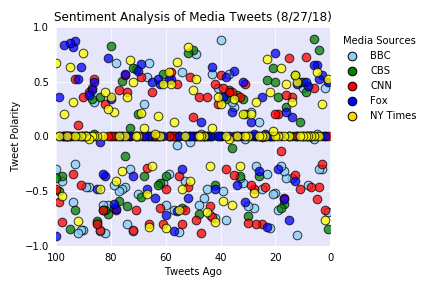 Sentiment Analysis of Media Tweets (8/27/18)
Media Sources
BBC
CBS
CNN
Fox
NY Times
Tweet Polarity
1.0
0.5
0.0
−0.5
−1.0
100 80 60 40 20 0
Tweets Ago